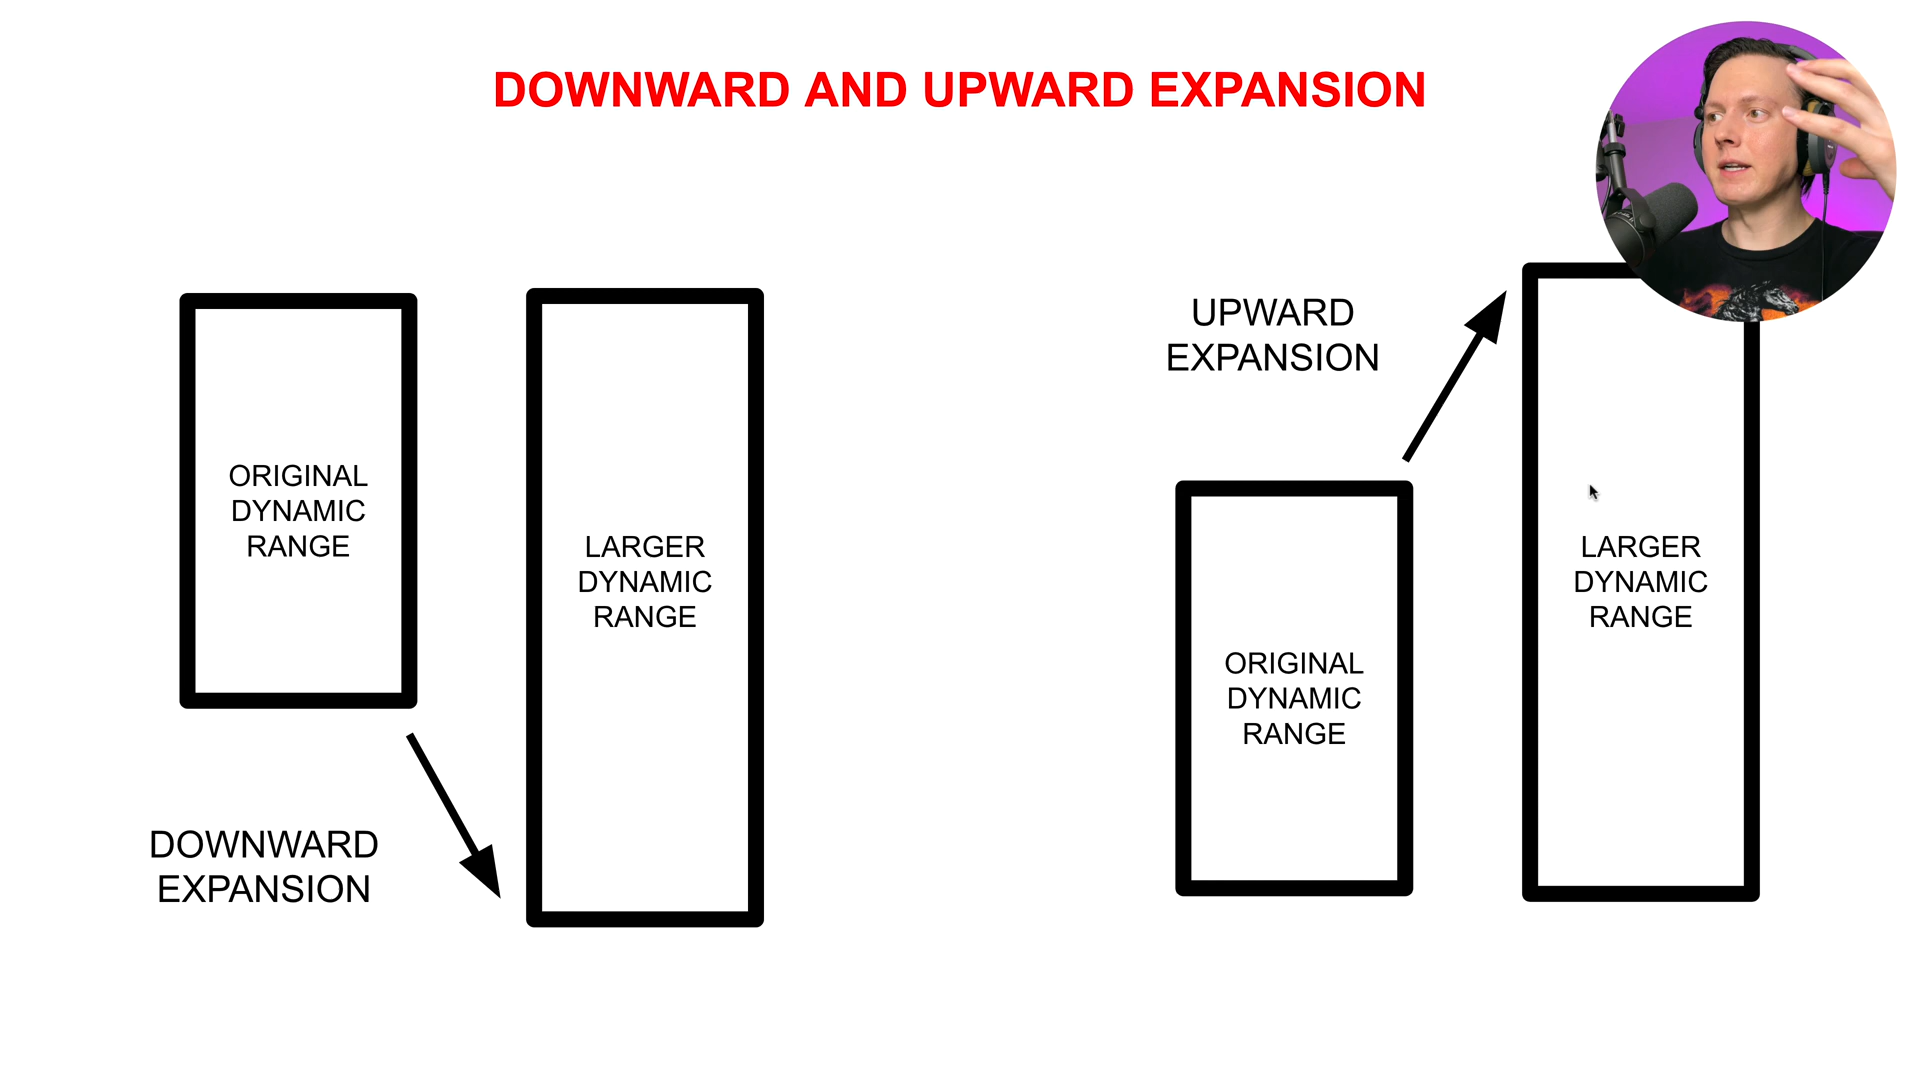 DOWNWARD AND UPWARD EXPANSION
ORIGINAL
DYNAMIC
RANGE
DOWNWARD
EXPANSION
LARGER
DYNAMIC
RANGE
UPWARD
EXPANSION
ORIGINAL
DYNAMIC
RANGE
LARGER
DYNAMIC
RANGE